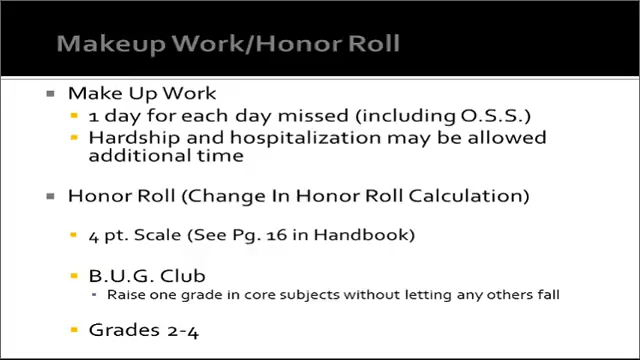 Makeup Work/Honor Roll
Make Up Work
1 day for each day missed (including O.S.S.)
Hardship and hospitalization may be allowed
additional time
Honor Roll (Change In Honor Roll Calculation)
4 pt. Scale (See Pg. 16 in Handbook)
B.U.G. Club
Raise one grade in core subjects without letting any others fall
Grades 2-4